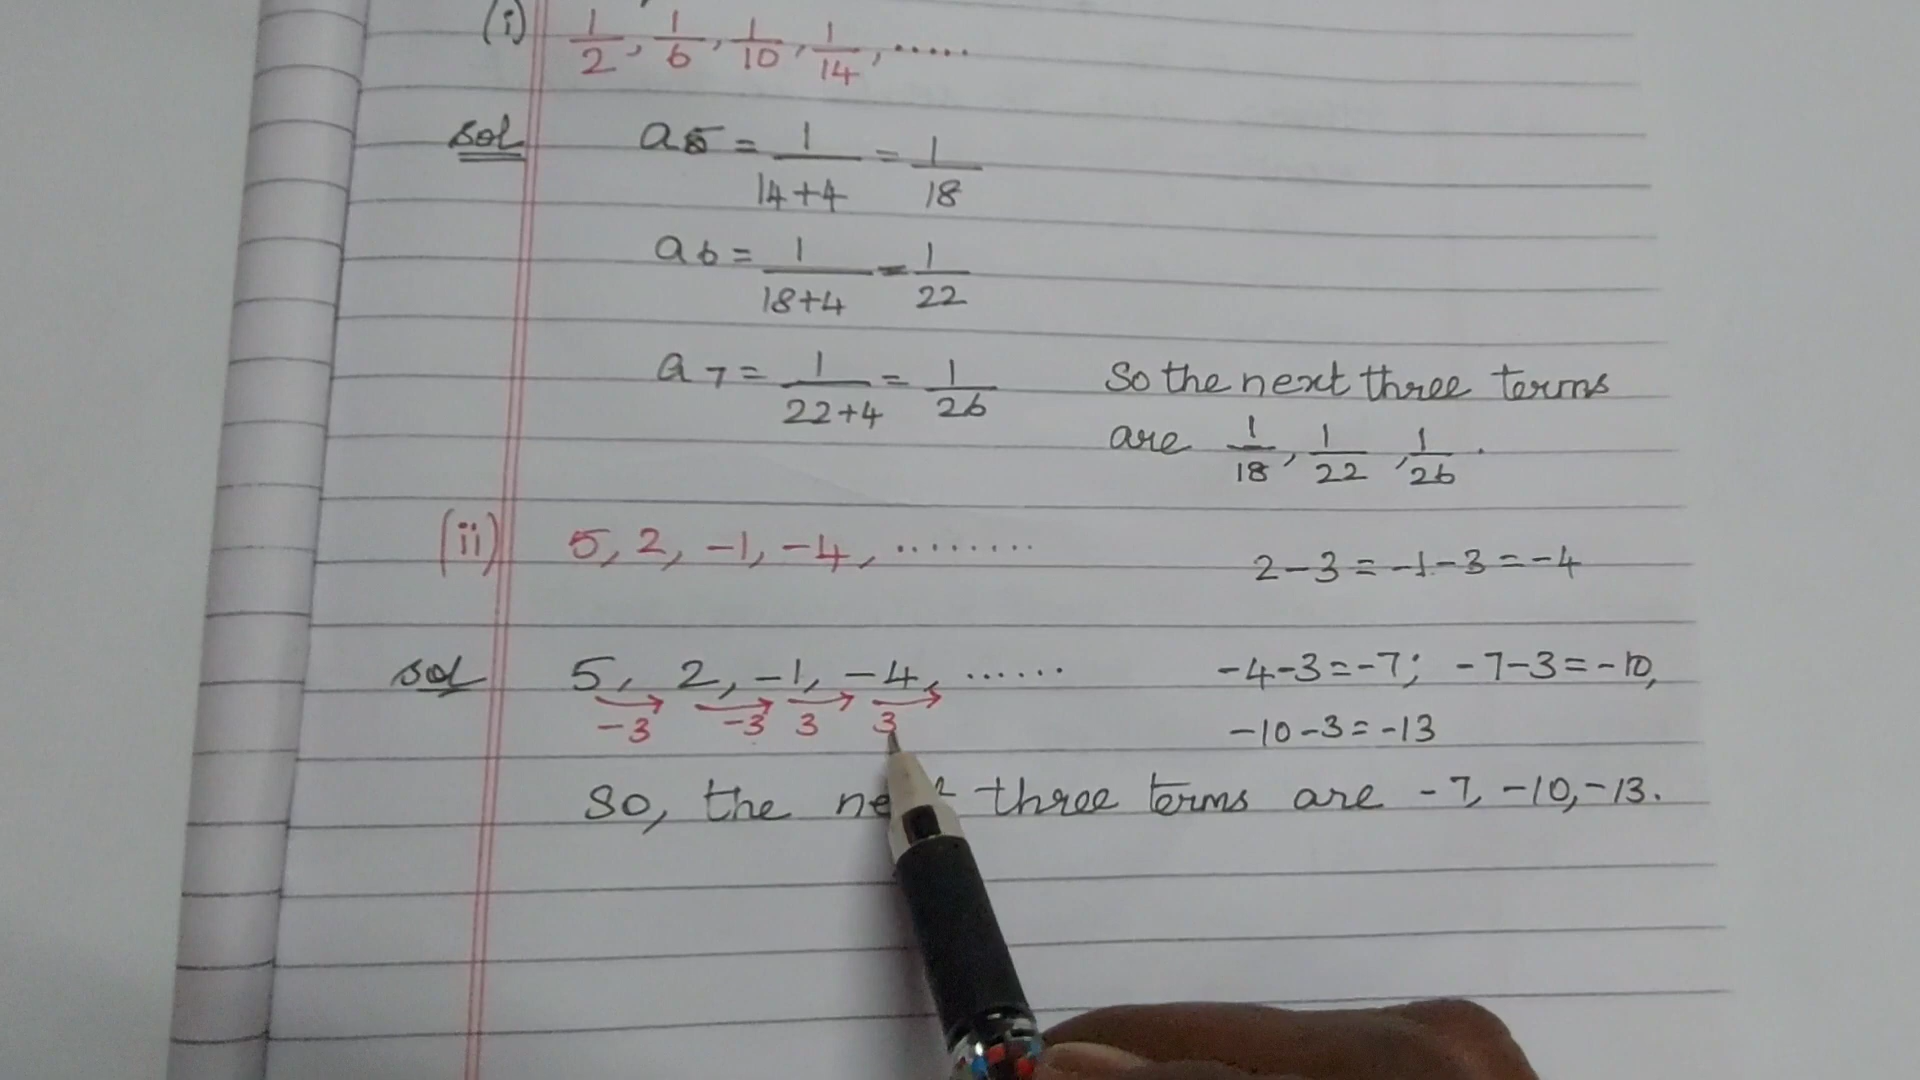 (i) 1/2, 1/6, 1/10, 1/14, .....
sol a5 = 1/14+4 = 1/18
a6 = 1/18+4 = 1/22
a7 = 1/22+4 = 1/26
So the next three terms
are 1/18, 1/22, 1/26.
(ii) 5, 2, -1, -4, ........
2-3=-1-3=-4
sol 5, 2, -1, -4, ......
-3 -3 3 3
-4-3=-7; -7-3=-10,
-10-3=-13
So, the three terms are -7, -10, -13.